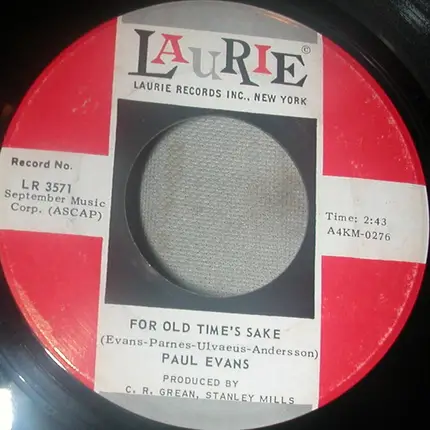 LAuRIE ©
LAURIE RECORDS INC., NEW YORK
Record No.
LR 3571
September Music
Corp. (ASCAP)
Time; 2:43
A4KM-0276
FOR OLD TIME'S SAKE
(Evans-Parnes-Ulvaeus-Andersson)
PAUL EVANS
PRODUCED BY
C. R. GREAN, STANLEY MILLS